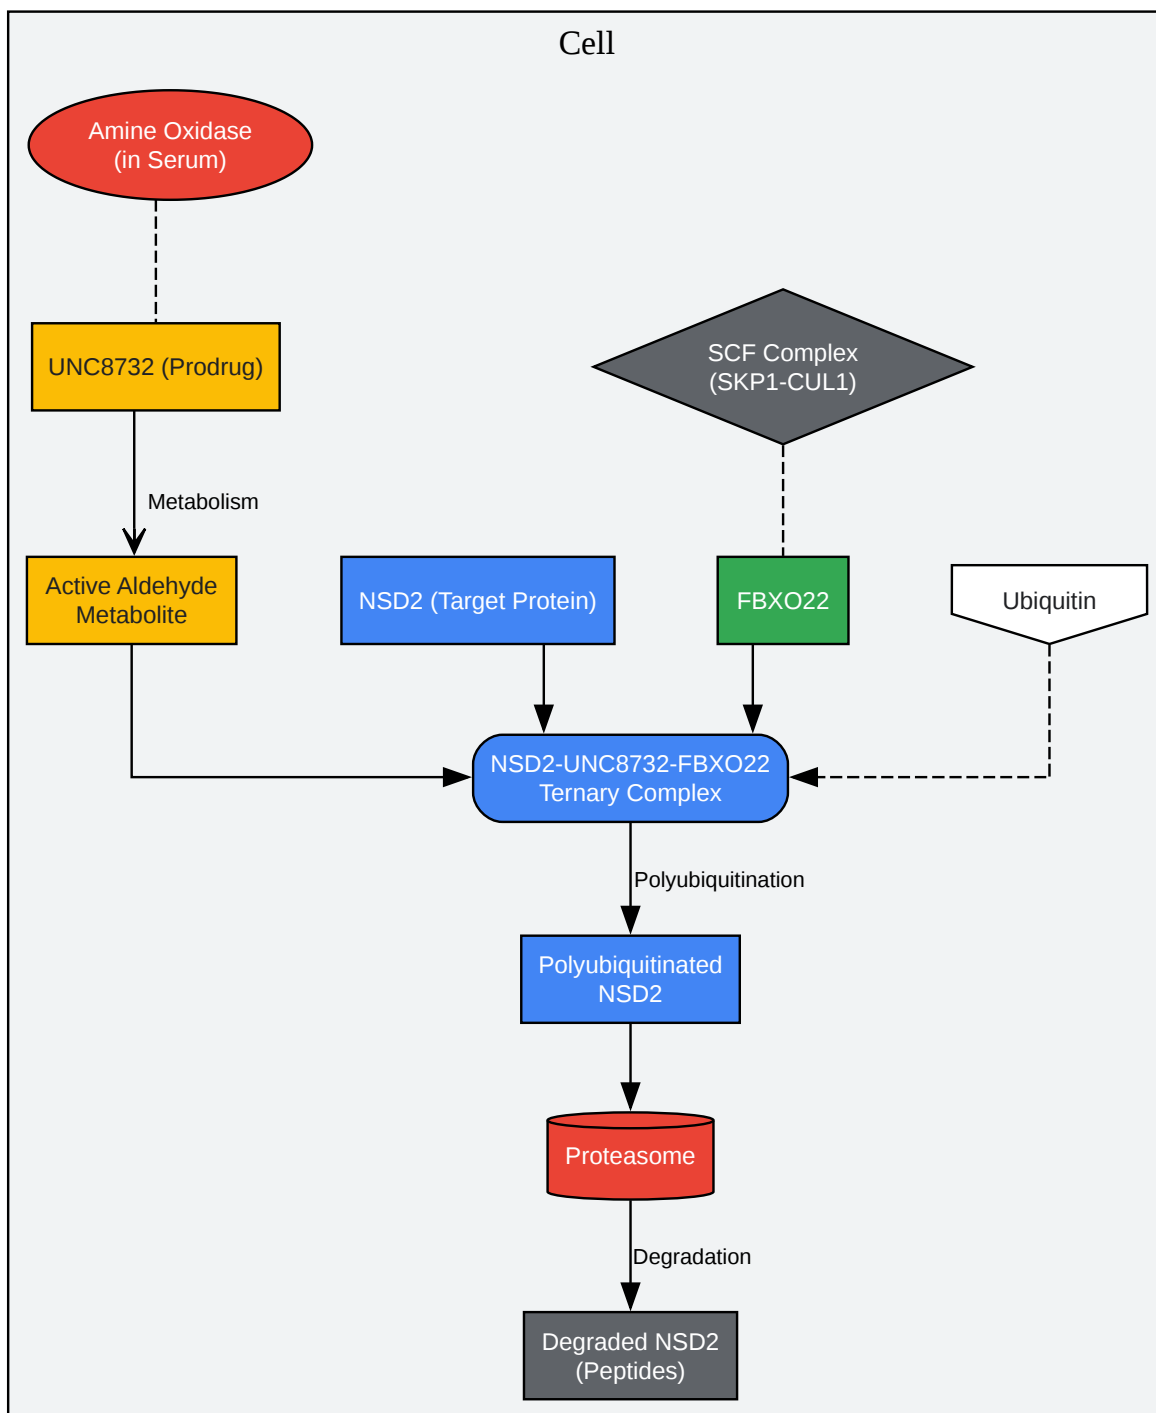 Cell
Amine Oxidase
(in Serum)
UNC8732 (Prodrug)
SCF Complex
(SKP1-CUL1)
Metabolism
Active Aldehyde
Metabolite
NSD2 (Target Protein)
FBXO22
Ubiquitin
NSD2-UNC8732-FBXO22
Ternary Complex
Polyubiquitination
Polyubiquitinated
NSD2
Proteasome
Degradation
Degraded NSD2
(Peptides)